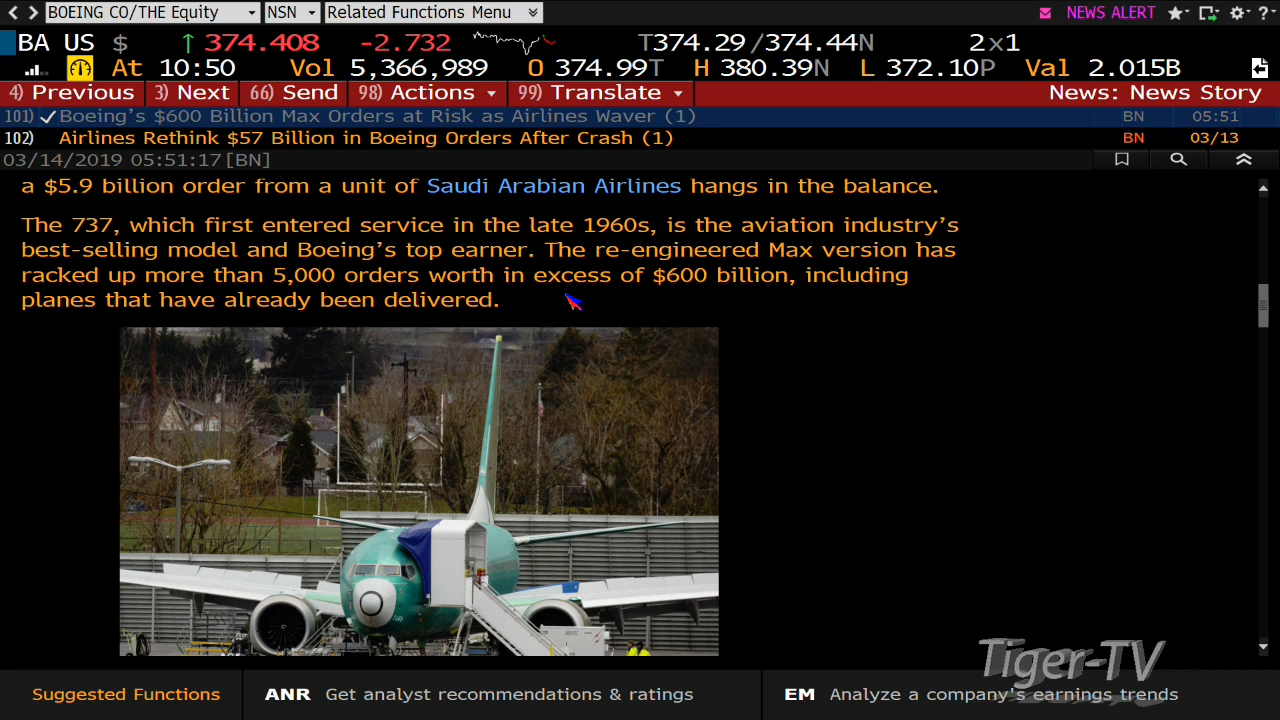 BOEING CO/THE Equity NSN Related Functions Menu NEWS ALERT ?
BA US $ ↑ 374.408 -2.732 T374.29/374.44N 2x1
At 10:50 Vol 5,366,989 O 374.99T H 380.39N L 372.10P Val 2.015B
4) Previous 3) Next 66) Send 98) Actions 99) Translate News: News Story
101) ✓Boeing's $600 Billion Max Orders at Risk as Airlines Waver (1) BN 05:51
102) Airlines Rethink $57 Billion in Boeing Orders After Crash (1) BN 03/13
03/14/2019 05:51:17[BN]
a $5.9 billion order from a unit of Saudi Arabian Airlines hangs in the balance.
The 737, which first entered service in the late 1960s, is the aviation industry's
best-selling model and Boeing's top earner. The re-engineered Max version has
racked up more than 5,000 orders worth in excess of $600 billion, including
planes that have already been delivered.
Tiger-TV
Suggested Functions ANR Get analyst recommendations & ratings EM Analyze a company's earnings trends